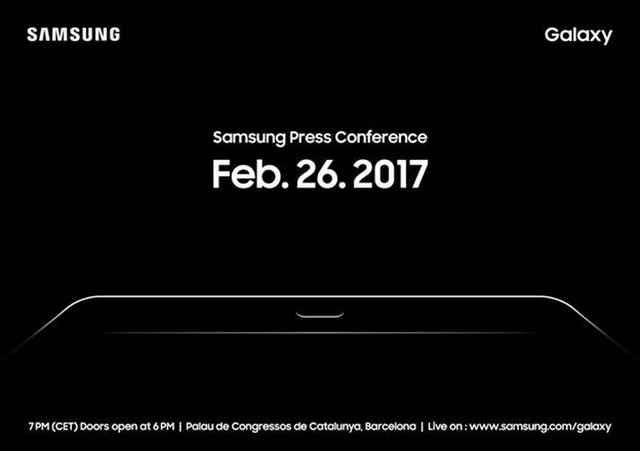 SAMSUNG
Galaxy
Samsung Press Conference
Feb. 26. 2017
7 PM (CET) Doors open at 6 PM | Palau de Congressos de Catalunya, Barcelona | Live on : www.samsung.com/galaxy